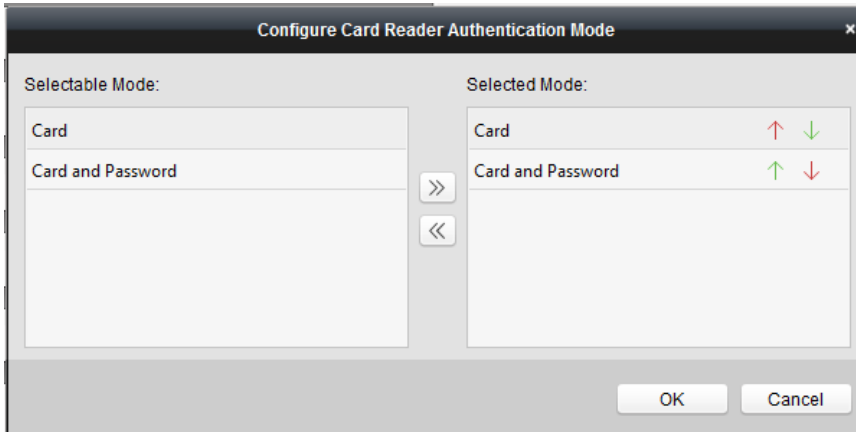 Configure Card Reader Authentication Mode
Selectable Mode:
Card
Card and Password
Selected Mode:
Card
Card and Password
OK
Cancel